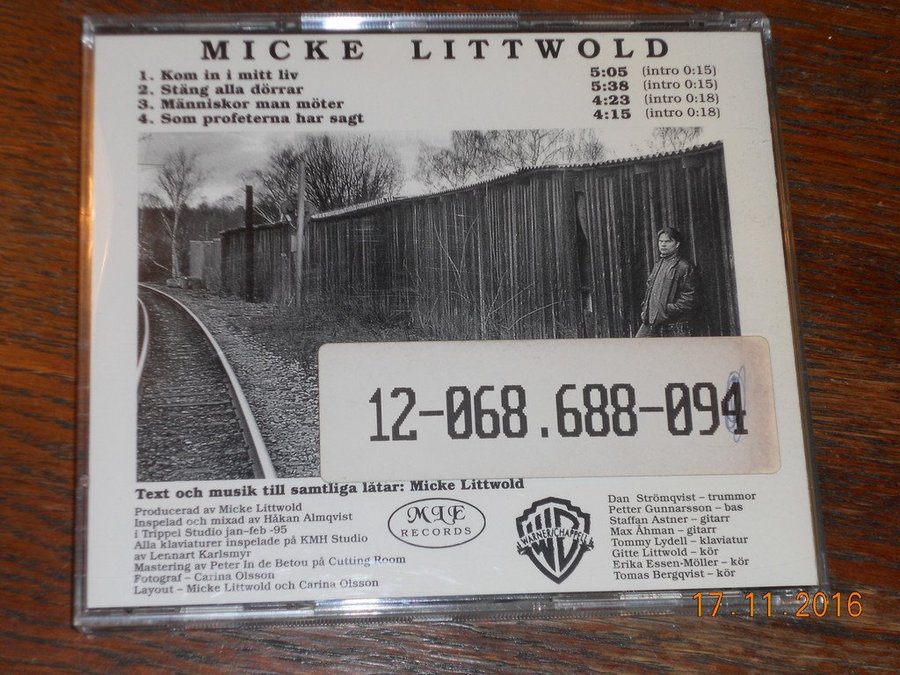 MICKE LITTWOLD
1. Kom in i mitt liv 5:05 (intro 0:15)
2. Stäng alla dörrar 5:38 (intro 0:15)
3. Människor man möter 4:23 (intro 0:18)
4. Som profeterna har sagt 4:15 (intro 0:18)
12-068.688-094
Text och musik till samtliga låtar: Micke Littwold
Producerad av Micke Littwold
Inspelad och mixad av Håkan Almqvist
i Trippel Studio jan-feb -95
Alla klaviaturer inspelade på KMH Studio
av Lennart Karlsmyr
Mastering av Peter In de Betou på Cutting Room
Fotograf – Carina Olsson
Layout – Micke Littwold och Carina Olsson
MLE
RECORDS
WARNER/CHAPPELL
Dan Strömqvist – trummor
Petter Gunnarsson – bas
Staffan Astner – gitarr
Max Åhman – gitarr
Tommy Lydell – klaviatur
Gitte Littwold – kör
Erika Essen-Möller – kör
Tomas Bergqvist – kör
17.11.2016